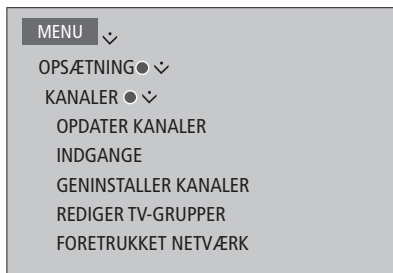 MENU
OPSÆTNING
KANALER
OPDATER KANALER
INDGANGE
GENINSTALLER KANALER
REDIGER TV-GRUPPER
FORETRUKKET NETVÆRK